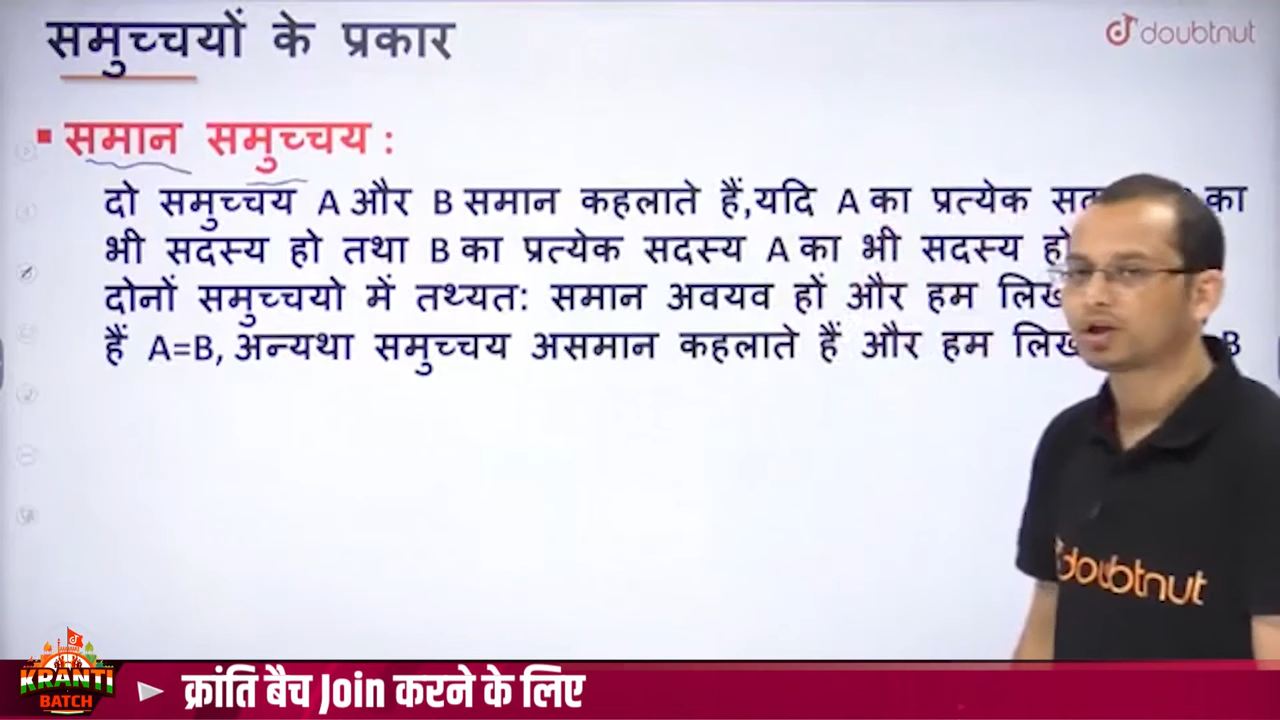 समुच्चयों के प्रकार
doubtnut
▪ समान समुच्चय :
दो समुच्चय A और B समान कहलाते हैं,यदि A का प्रत्येक का
भी सदस्य हो तथा B का प्रत्येक सदस्य A का भी सदस्य
दोनों समुच्चयो में तथ्यत: समान अवयव हों और हम
हैं A=B, अन्यथा समुच्चय असमान कहलाते हैं और हम B
doubtnut
KRANTI
BATCH
क्रांति बैच Join करने के लिए